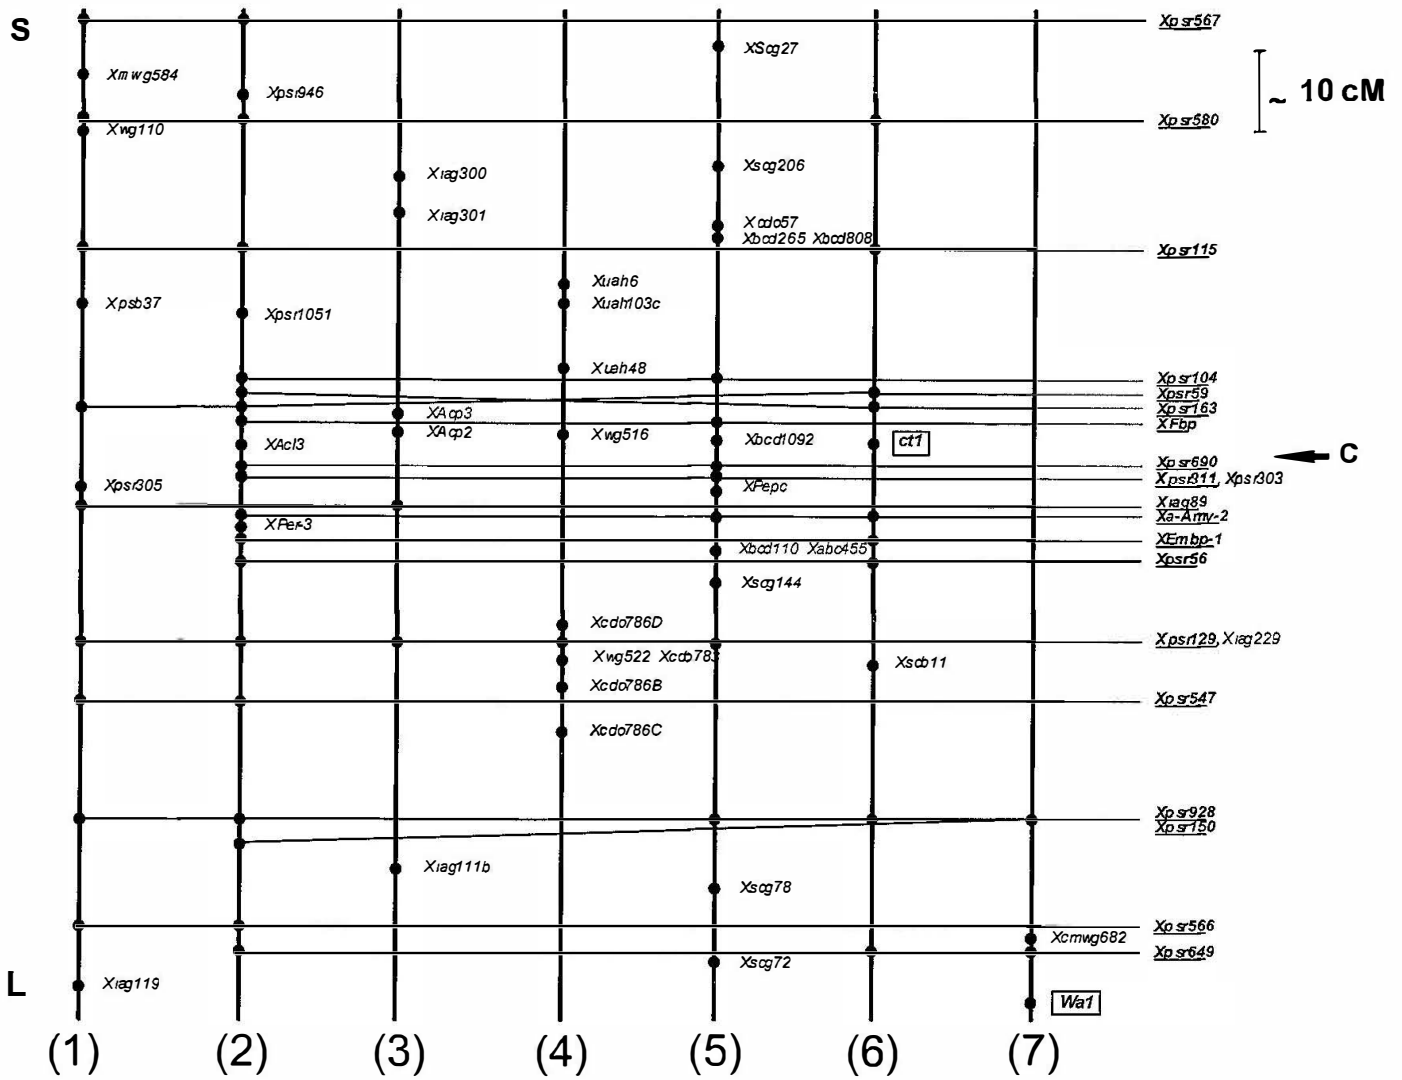 S
Xpsr567
XScg27
Xmwg584
Xpsr946
~ 10 cM
Xpsr580
Xwg110
Xscg206
Xiag300
Xiag301
Xcdo57
Xbcd265 Xbcd808
Xpsr115
Xuah6
Xpsb37
Xuah103c
Xpsr1051
Xuah48
Xpsr104
Xpsr59
Xpsr163
XAcp3
XFbp
XAcp2
Xwg516
Xbcd1092
ct1
XAcl3
C
Xpsr690
Xpsr311, Xpsr303
Xpsr305
XPepc
Xiag89
Xa-Amy-2
XPer-3
XEmbp-1
Xbcd110 Xabc455
Xpsr56
Xscg144
Xcdo786D
Xpsr129, Xiag229
Xwg522 Xcdo783
Xscb11
Xcdo786B
Xpsr547
Xcdo786C
Xpsr928
Xpsr150
Xiag111b
Xscg78
Xpsr566
Xcmwg682
Xpsr649
Xscg72
L
Xiag119
Wa1
(1) (2) (3) (4) (5) (6) (7)